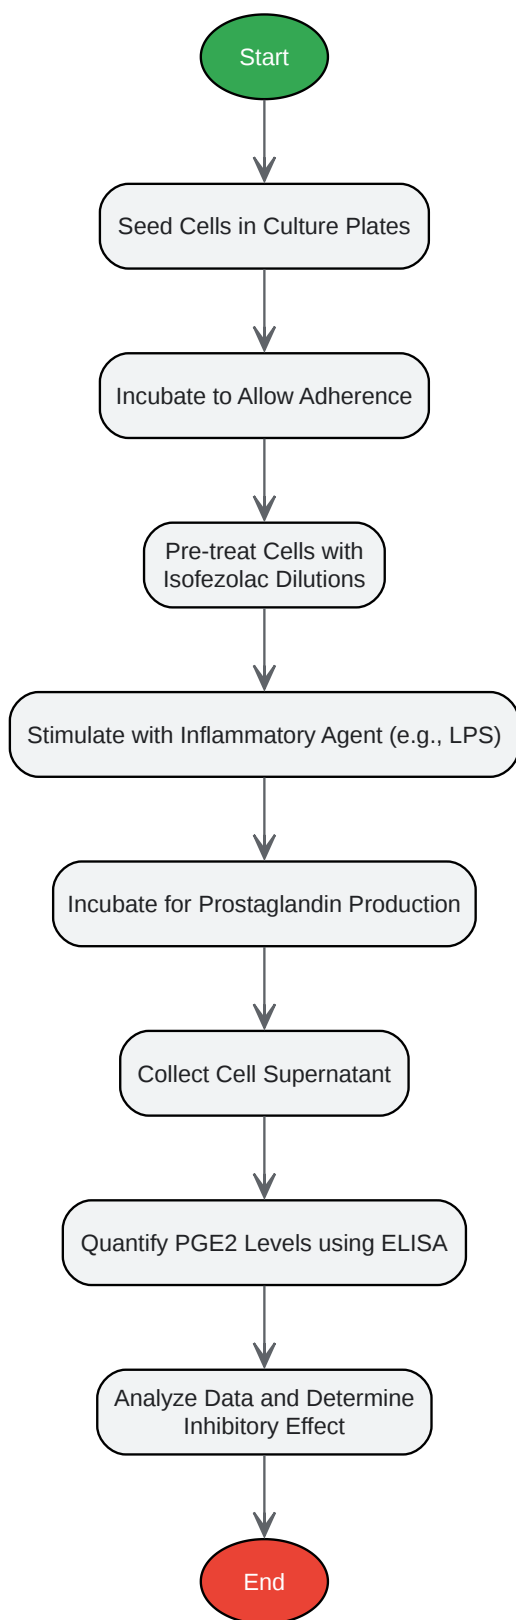 Start
Seed Cells in Culture Plates
Incubate to Allow Adherence
Pre-treat Cells with
Isofezolac Dilutions
Stimulate with Inflammatory Agent (e.g., LPS)
Incubate for Prostaglandin Production
Collect Cell Supernatant
Quantify PGE2 Levels using ELISA
Analyze Data and Determine
Inhibitory Effect
End